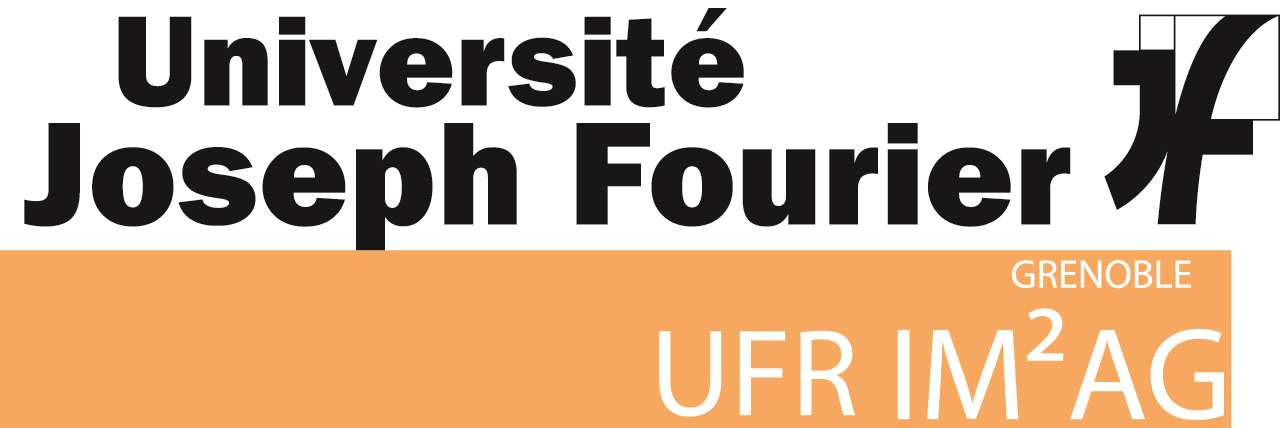 Université
Joseph Fourier
GRENOBLE
UFR IM²AG